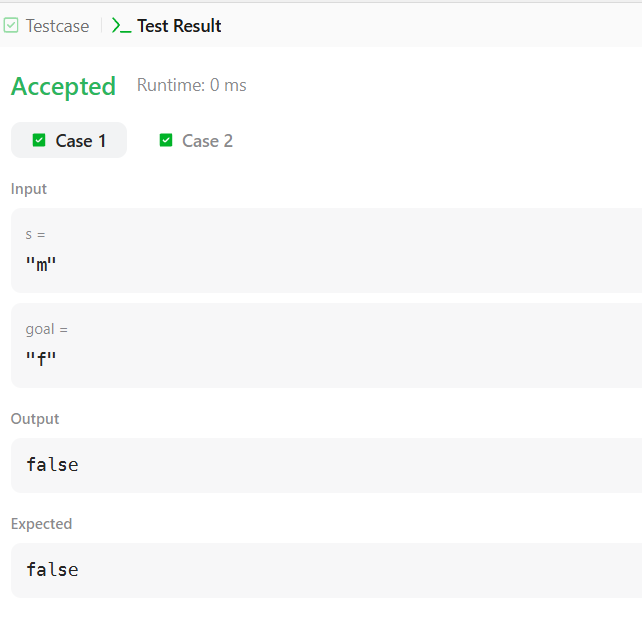 Testcase Test Result
Accepted Runtime: 0 ms
Case 1 Case 2
Input
s =
"m"
goal =
"f"
Output
false
Expected
false